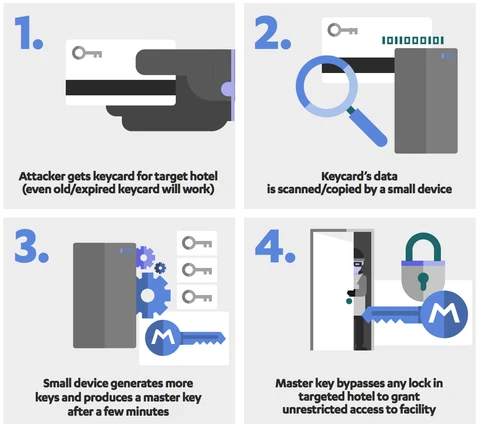 1.
Attacker gets keycard for target hotel
(even old/expired keycard will work)
2.
Keycard's data
is scanned/copied by a small device
3.
M
Small device generates more
keys and produces a master key
after a few minutes
4.
M
Master key bypasses any lock in
targeted hotel to grant
unrestricted access to facility